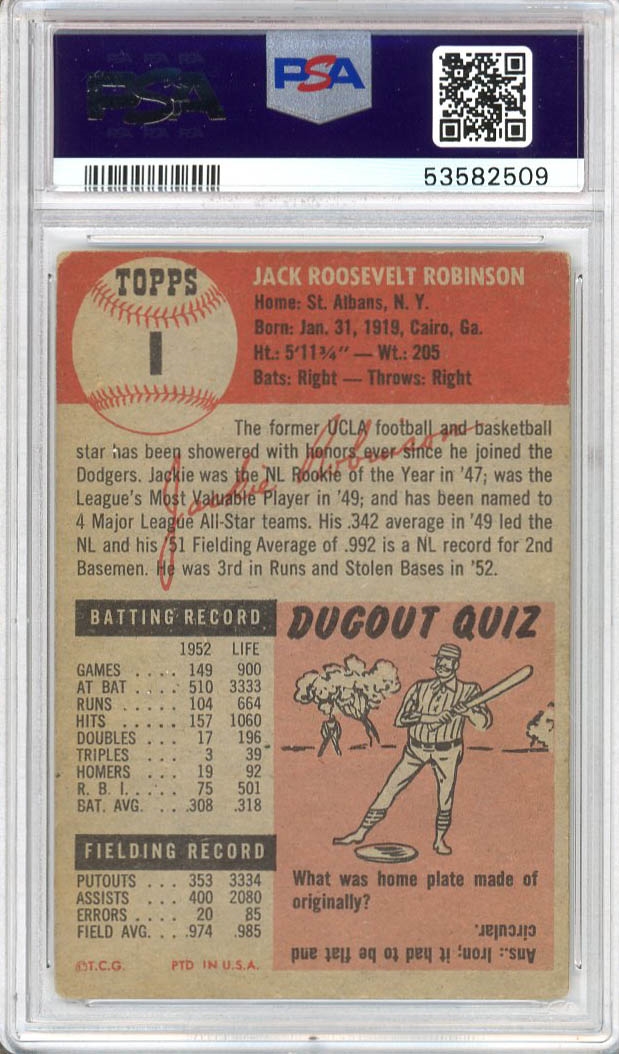 PSA
PSA
53582509
TOPPS
1
JACK ROOSEVELT ROBINSON
Home: St. Albans, N. Y.
Born: Jan. 31, 1919, Cairo, Ga.
Ht.: 5'11¾" — Wt.: 205
Bats: Right — Throws: Right
The former UCLA football and basketball
star has been showered with honors ever since he joined the
Dodgers. Jackie was the NL Rookie of the Year in '47; was the
League's Most Valuable Player in '49; and has been named to
4 Major League All-Star teams. His .342 average in '49 led the
NL and his '51 Fielding Average of .992 is a NL record for 2nd
Basemen. He was 3rd in Runs and Stolen Bases in '52.
Jackie Robinson
BATTING RECORD
1952 LIFE
GAMES .... 149 900
AT BAT .... 510 3333
RUNS ..... 104 664
HITS ..... 157 1060
DOUBLES ... 17 196
TRIPLES ... 3 39
HOMERS ... 19 92
R. B. I. ..... 75 501
BAT. AVG. ... .308 .318
FIELDING RECORD
PUTOUTS ... 353 3334
ASSISTS ... 400 2080
ERRORS ... 20 85
FIELD AVG. ... .974 .985
©T.C.G. PTD IN U.S.A.
DUGOUT QUIZ
What was home plate made of
originally?
Ans.: Iron; it had to be flat and
circular.